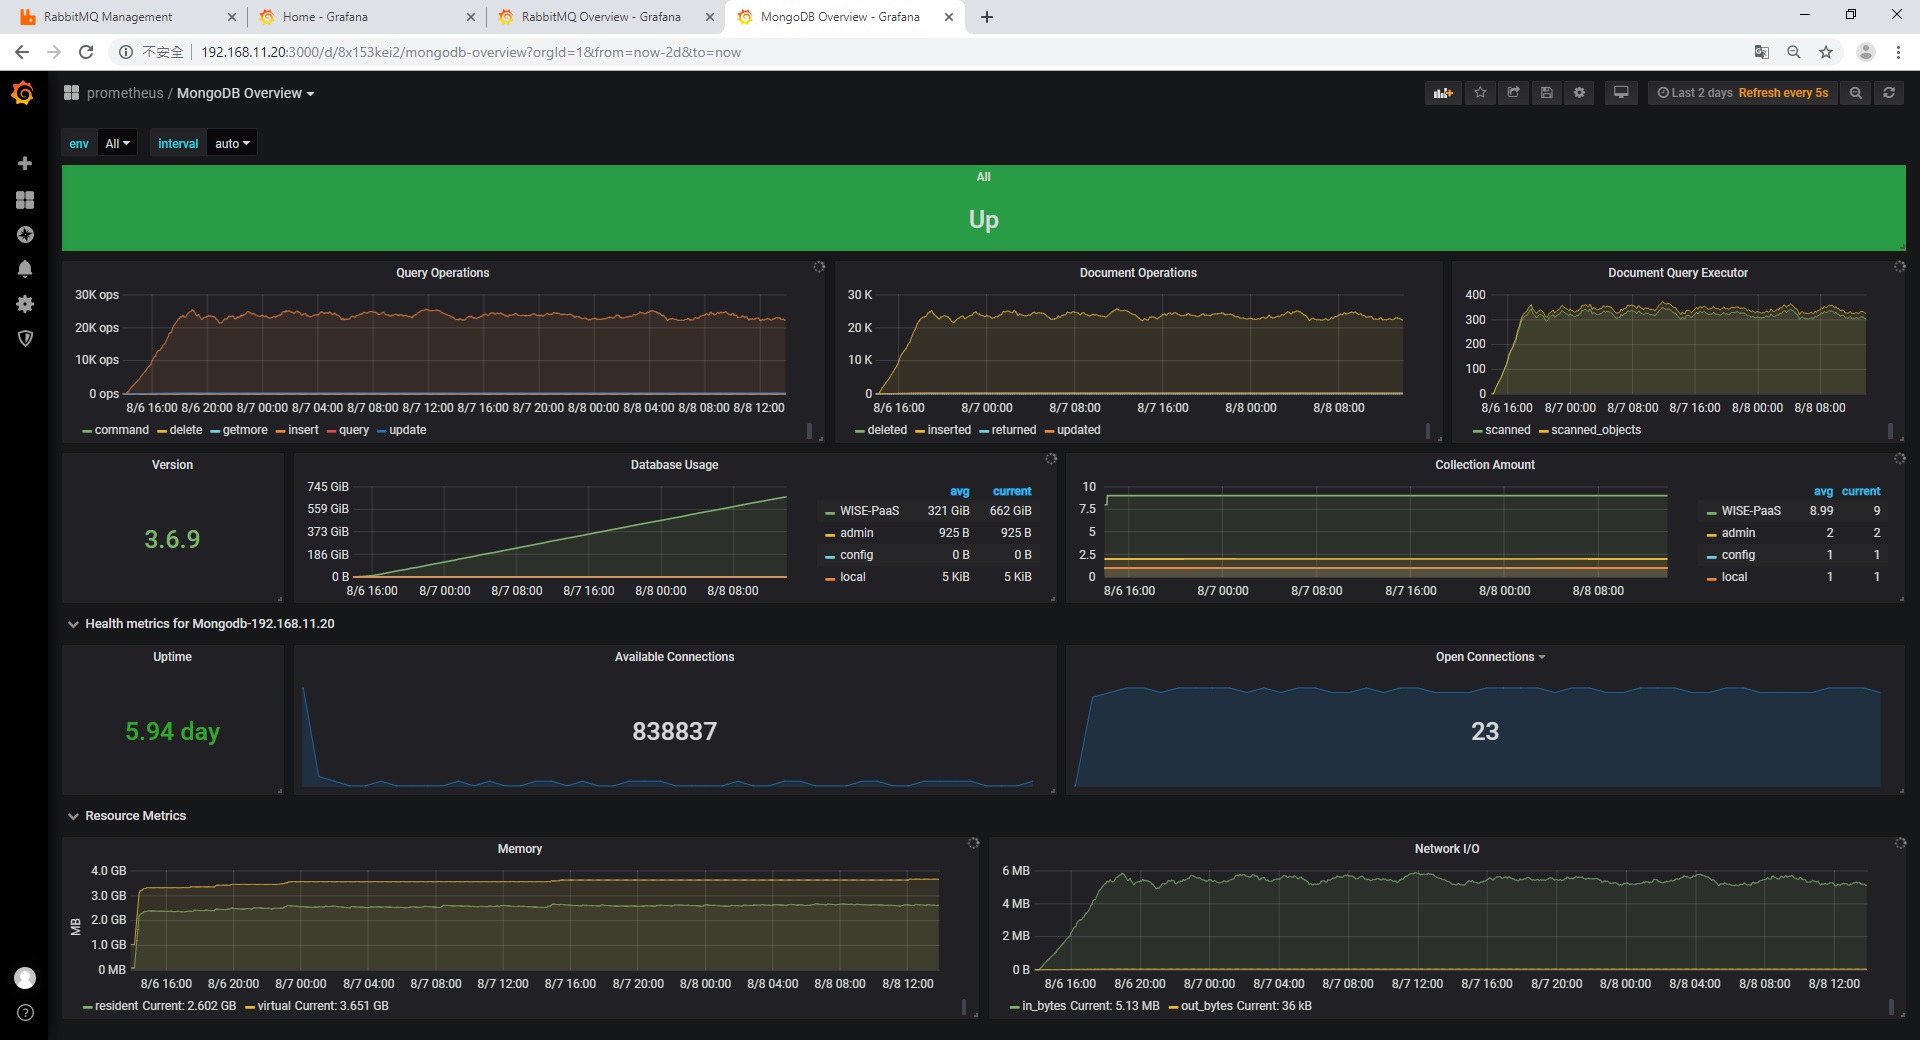 RabbitMQ Management
Home - Grafana
RabbitMQ Overview - Grafana
MongoDB Overview - Grafana
不安全
192.168.11.20:3000/d/8x153kei2/mongodb-overview?orgId=1&from=now-2d&to=now
prometheus / MongoDB Overview
Last 2 days Refresh every 5s
env All interval auto
All
Up
Query Operations
30K ops
20K ops
10K ops
0 ops
8/6 16:00 8/6 20:00 8/7 00:00 8/7 04:00 8/7 08:00 8/7 12:00 8/7 16:00 8/7 20:00 8/8 00:00 8/8 04:00 8/8 08:00 8/8 12:00
command delete getmore insert query update
Document Operations
30 K
20 K
10 K
0
8/6 16:00 8/7 00:00 8/7 08:00 8/7 16:00 8/8 00:00 8/8 08:00
deleted inserted returned updated
Document Query Executor
400
300
200
100
0
8/6 16:00 8/7 00:00 8/7 08:00 8/7 16:00 8/8 00:00 8/8 08:00
scanned scanned_objects
Version
3.6.9
Database Usage
745 GiB
559 GiB
373 GiB
186 GiB
0 B
8/6 16:00 8/7 00:00 8/7 08:00 8/7 16:00 8/8 00:00 8/8 08:00
avg current
WISE-PaaS 321 GiB 662 GiB
admin 925 B 925 B
config 0 B 0 B
local 5 KiB 5 KiB
Collection Amount
10
7.5
5
2.5
0
8/6 16:00 8/7 00:00 8/7 08:00 8/7 16:00 8/8 00:00 8/8 08:00
avg current
WISE-PaaS 8.99 9
admin 2 2
config 1 1
local 1 1
Health metrics for Mongodb-192.168.11.20
Uptime
5.94 day
Available Connections
838837
Open Connections
23
Resource Metrics
Memory
MB
4.0 GB
3.0 GB
2.0 GB
1.0 GB
0 MB
8/6 16:00 8/6 20:00 8/7 00:00 8/7 04:00 8/7 08:00 8/7 12:00 8/7 16:00 8/7 20:00 8/8 00:00 8/8 04:00 8/8 08:00 8/8 12:00
resident Current: 2.602 GB virtual Current: 3.651 GB
Network I/O
6 MB
4 MB
2 MB
0 B
8/6 16:00 8/6 20:00 8/7 00:00 8/7 04:00 8/7 08:00 8/7 12:00 8/7 16:00 8/7 20:00 8/8 00:00 8/8 04:00 8/8 08:00 8/8 12:00
in_bytes Current: 5.13 MB out_bytes Current: 36 kB